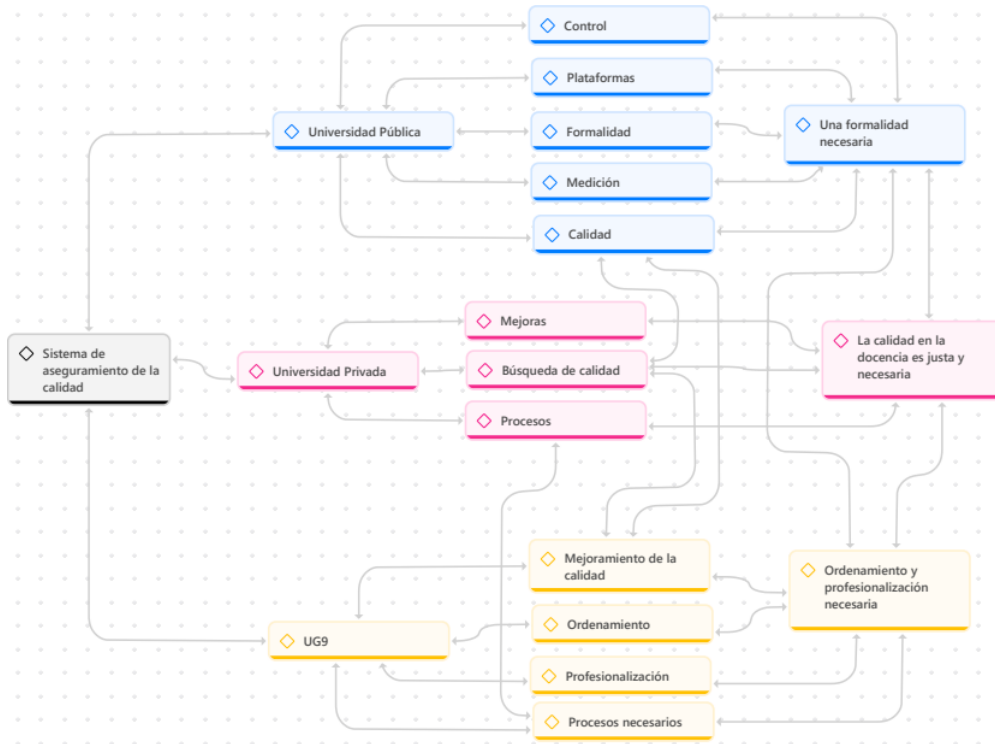 Control
Plataformas
Universidad Pública
Formalidad
Una formalidad
necesaria
Medición
Calidad
Mejoras
Sistema de
aseguramiento de la
calidad
Universidad Privada
Búsqueda de calidad
La calidad en la
docencia es justa y
necesaria
Procesos
Mejoramiento de la
calidad
Ordenamiento y
profesionalización
necesaria
UG9
Ordenamiento
Profesionalización
Procesos necesarios